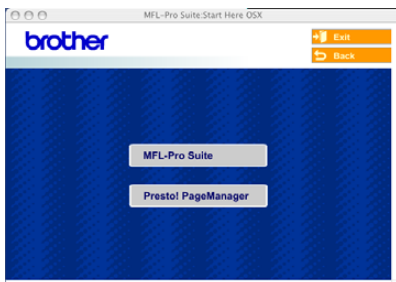 MFL-Pro Suite:Start Here OSX
brother
Exit
Back
MFL-Pro Suite
Presto! PageManager